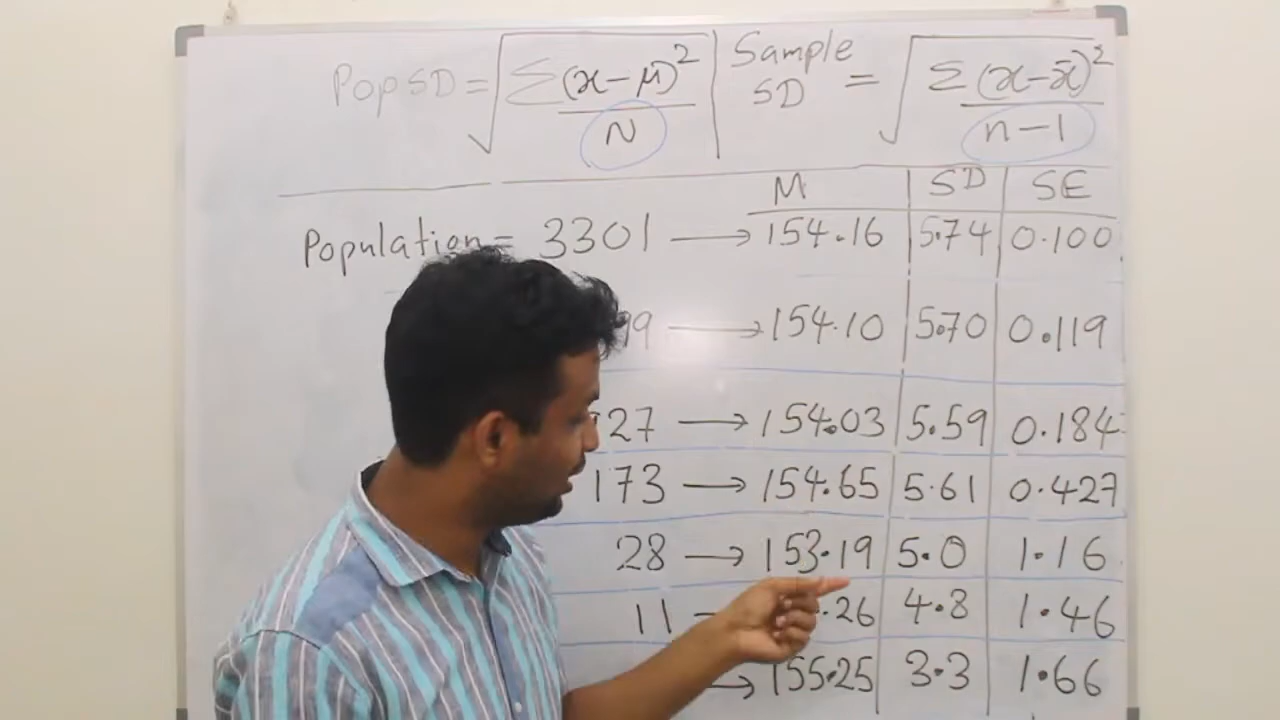 Pop SD = √ Σ(x-μ)² / N | Sample SD = √ Σ(x-x̄)² / n-1
M SD SE
Population = 3301 → 154.16 5.74 0.100
99 → 154.10 5.70 0.119
27 → 154.03 5.59 0.184
173 → 154.65 5.61 0.427
28 → 153.19 5.0 1.16
11 .26 4.8 1.46
→ 155.25 3.3 1.66